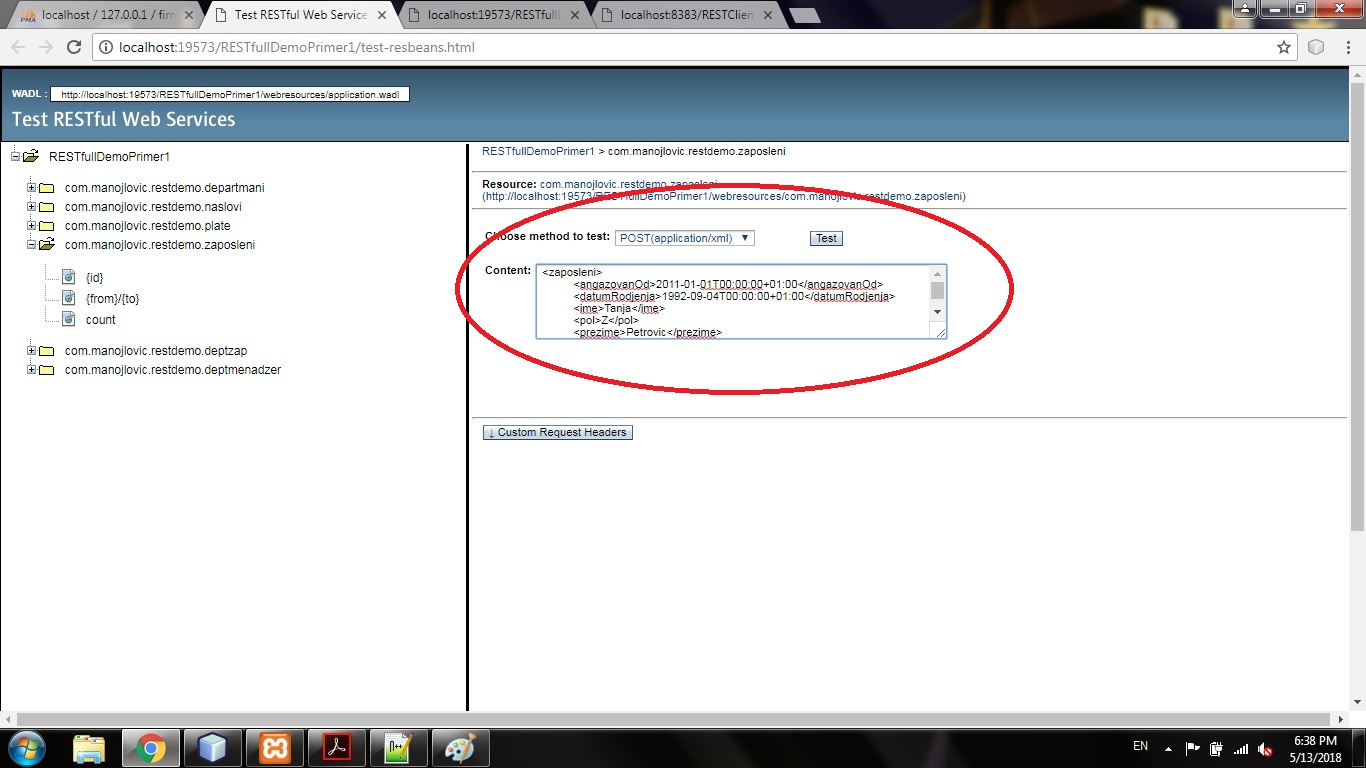 localhost / 127.0.0.1 / firm
Test RESTful Web Service
localhost:19573/RESTfullD
localhost:8383/RESTClien
localhost:19573/RESTfullDemoPrimer1/test-resbeans.html
WADL : http://localhost:19573/RESTfullDemoPrimer1/webresources/application.wadl
Test RESTful Web Services
RESTfullDemoPrimer1
com.manojlovic.restdemo.departmani
com.manojlovic.restdemo.naslovi
com.manojlovic.restdemo.plate
com.manojlovic.restdemo.zaposleni
{id}
{from}/{to}
count
com.manojlovic.restdemo.deptzap
com.manojlovic.restdemo.deptmenadzer
RESTfullDemoPrimer1 > com.manojlovic.restdemo.zaposleni
Resource: com.manojlovic.restdemo.zaposleni
(http://localhost:19573/RESTfullDemoPrimer1/webresources/com.manojlovic.restdemo.zaposleni)
Choose method to test: POST(application/xml) Test
Content: <zaposleni>
<angazovanOd>2011-01-01T00:00:00+01:00</angazovanOd>
<datumRodjenja>1992-09-04T00:00:00+01:00</datumRodjenja>
<ime>Tanja</ime>
<pol>Z</pol>
<prezime>Petrovic</prezime>
↓ Custom Request Headers
EN
6:38 PM
5/13/2018